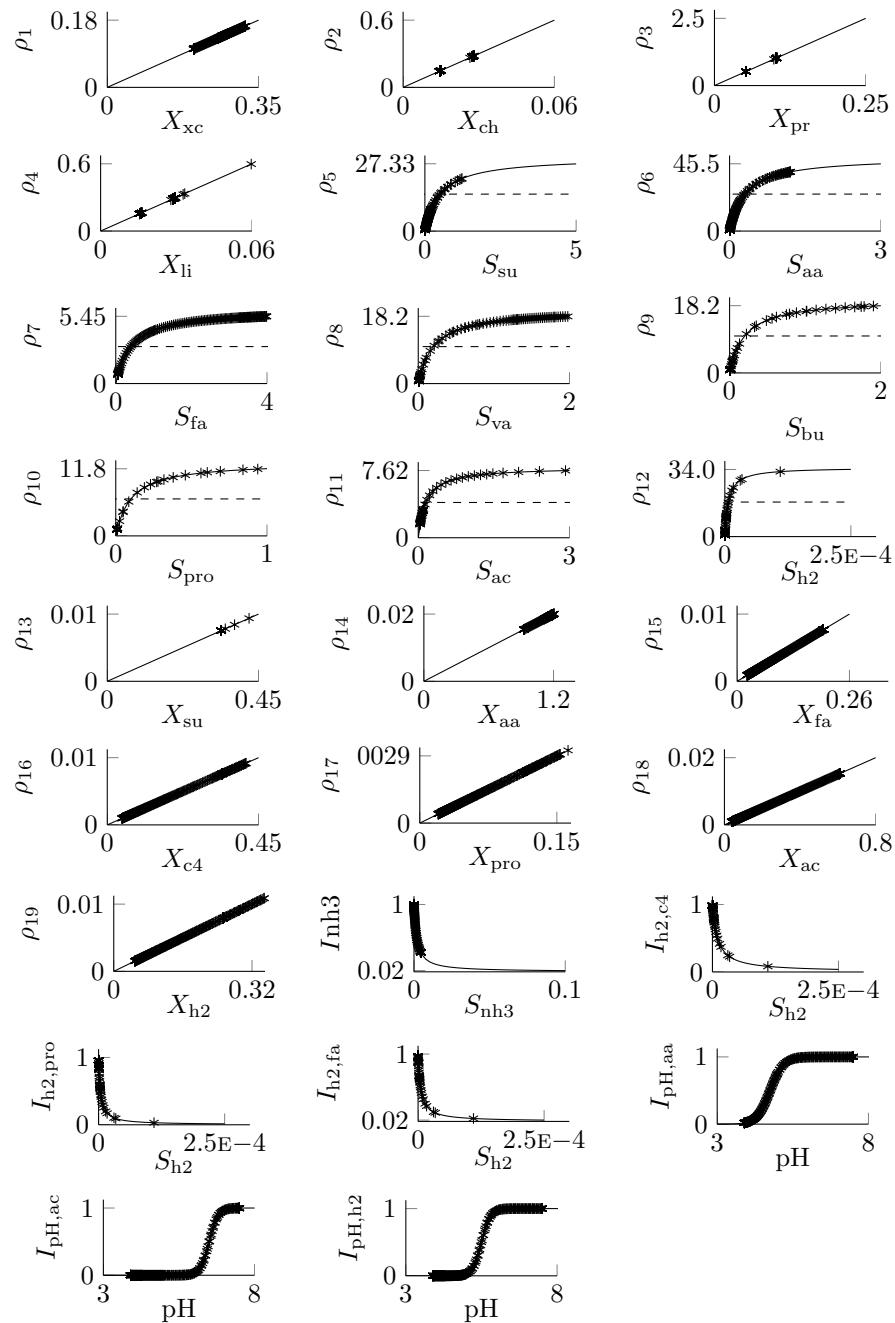 ρ1 0.18 0 0 0.35 Xxc
ρ2 0.6 0 0 0.06 Xch
ρ3 2.5 0 0 0.25 Xpr
ρ4 0.6 0 0 0.06 Xli
ρ5 27.33 0 0 5 Ssu
ρ6 45.5 0 0 3 Saa
ρ7 5.45 0 0 4 Sfa
ρ8 18.2 0 0 2 Sva
ρ9 18.2 0 0 2 Sbu
ρ10 11.8 0 0 1 Spro
ρ11 7.62 0 0 3 Sac
ρ12 34.0 0 0 2.5E−4 Sh2
ρ13 0.01 0 0 0.45 Xsu
ρ14 0.02 0 0 1.2 Xaa
ρ15 0.01 0 0 0.26 Xfa
ρ16 0.01 0 0 0.45 Xc4
ρ17 0029 0 0 0.15 Xpro
ρ18 0.02 0 0 0.8 Xac
ρ19 0.01 0 0 0.32 Xh2
Inh3 1 0.02 0 0.1 Snh3
Ih2,c4 1 0 0 2.5E−4 Sh2
Ih2,pro 1 0 0 2.5E−4 Sh2
Ih2,fa 1 0.02 0 2.5E−4 Sh2
IpH,aa 1 0 3 8 pH
IpH,ac 1 0 3 8 pH
IpH,h2 1 0 3 8 pH